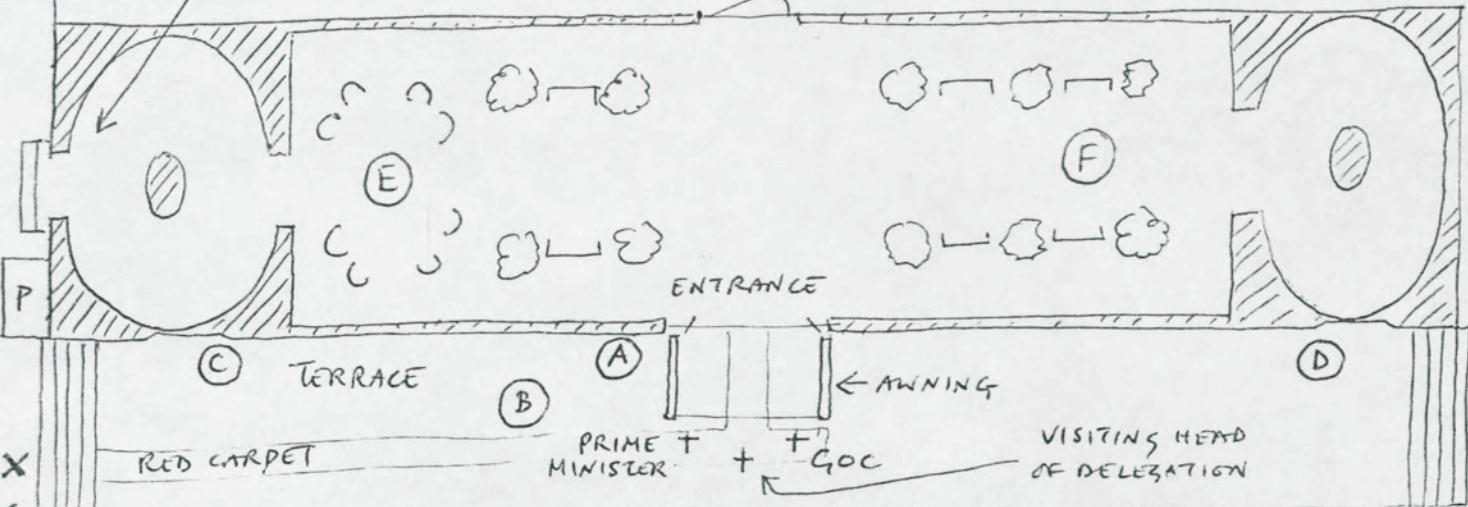 E
F
P
ENTRANCE
C
TERRACE
A
B
← AWNING
D
X
RED CARPET
PRIME
MINISTER
+
+
+
GOC
VISITING HEAD
OF DELEGATION